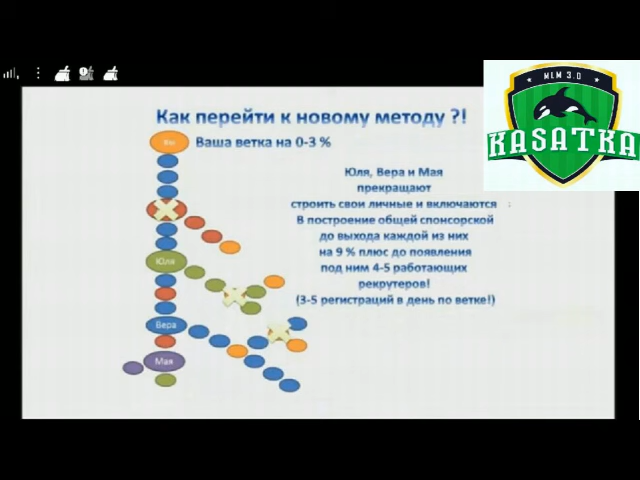 MLM 3.0
KASATKA
Как перейти к новому методу ?!
Вы
Ваша ветка на 0-3 %
Юля, Вера и Мая
прекращают
строить свои личные и включаются
В построение общей спонсорской
до выхода каждой из них
на 9 % плюс до появления
под ним 4-5 работающих
рекрутеров!
(3-5 регистраций в день по ветке!)
Юля
Вера
Мая